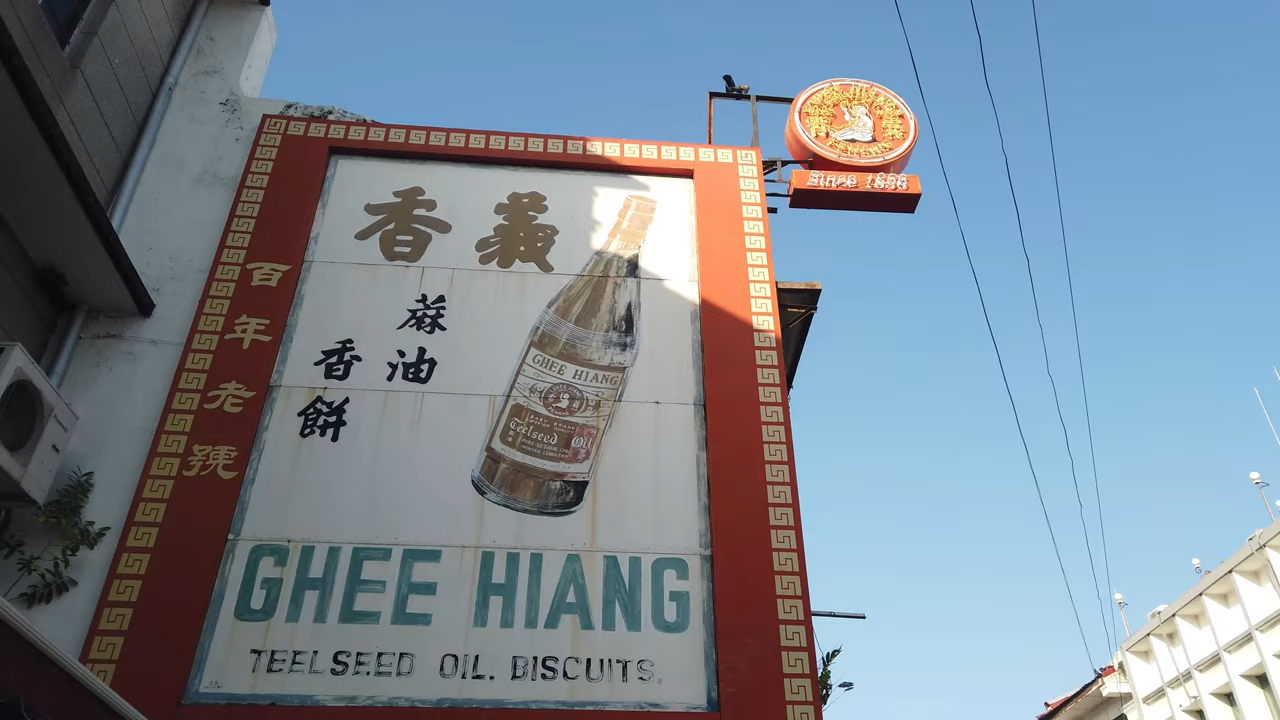 香義
蔴油
香餅
百年老號
GHEE HIANG
Teelseed Oil
GHEE HIANG
TEELSEED OIL. BISCUITS.
PENANG
Since 1856